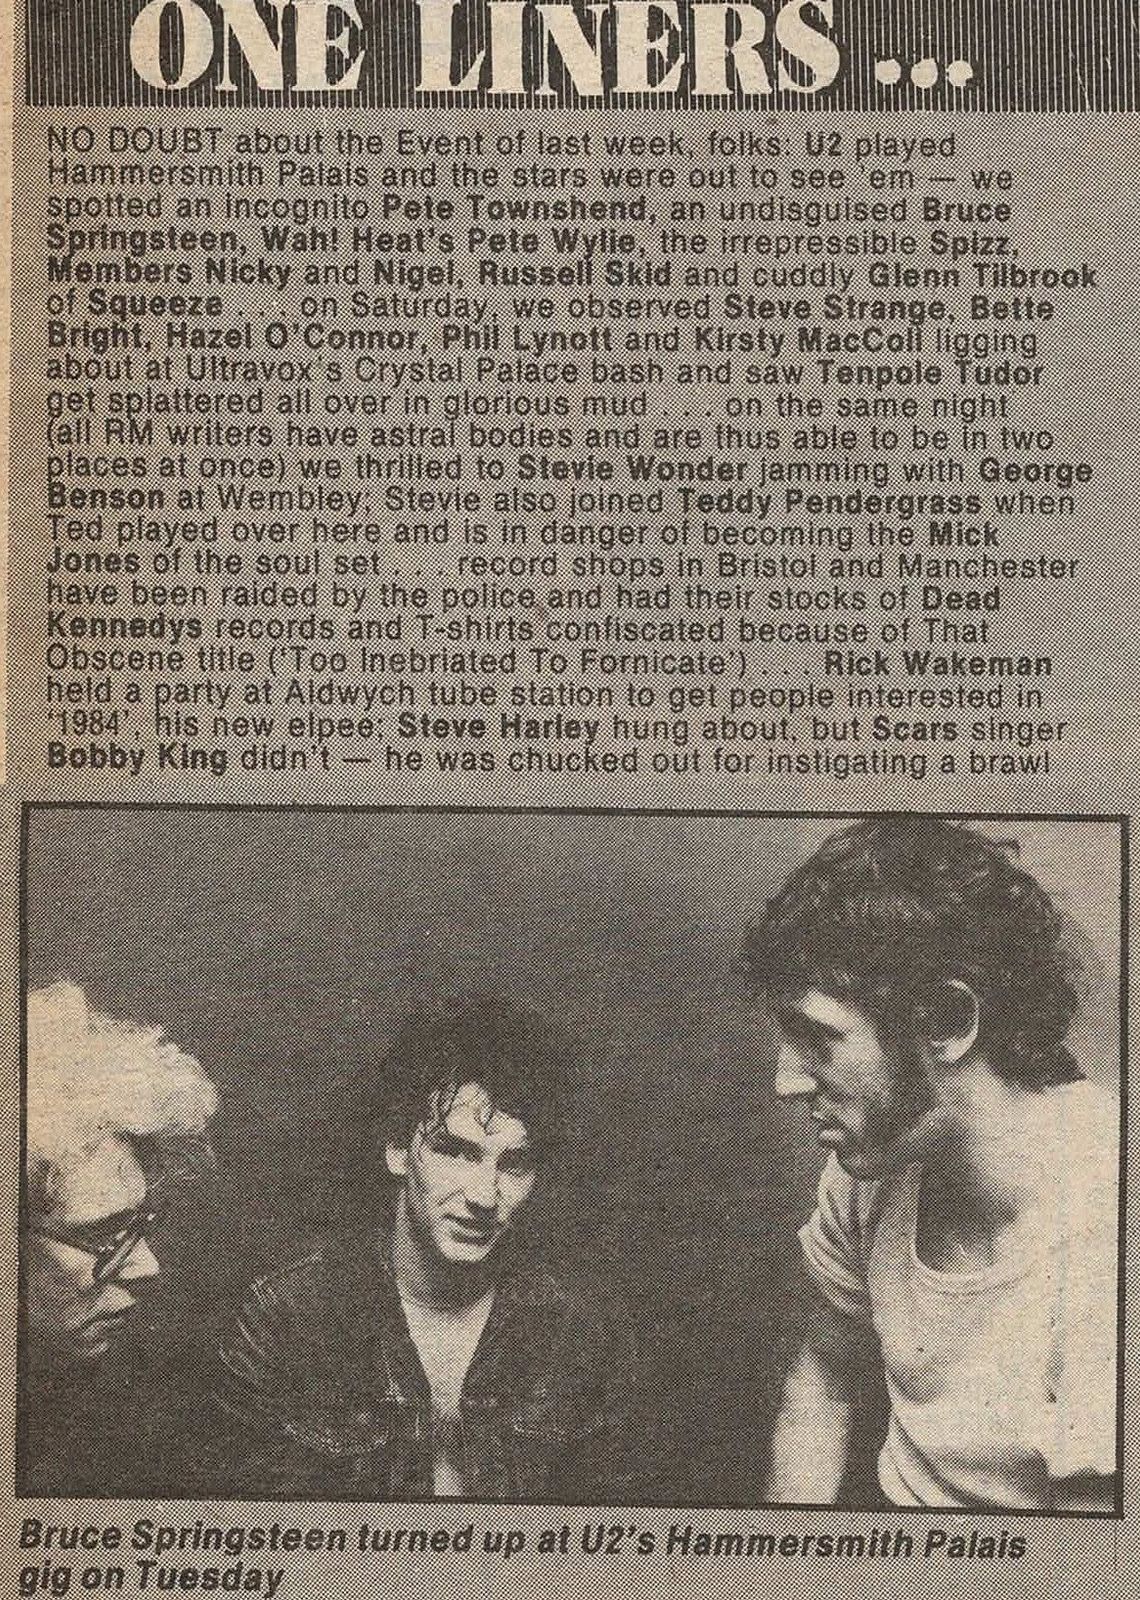 ONE LINERS...
NO DOUBT about the Event of last week, folks: U2 played
Hammersmith Palais and the stars were out to see 'em — we
spotted an incognito Pete Townshend, an undisguised Bruce
Springsteen, Wah! Heat's Pete Wylie, the irrepressible Spizz,
Members Nicky and Nigel, Russell Skid and cuddly Glenn Tilbrook
of Squeeze . . . on Saturday, we observed Steve Strange, Bette
Bright, Hazel O'Connor, Phil Lynott and Kirsty MacColl ligging
about at Ultravox's Crystal Palace bash and saw Tenpole Tudor
get splattered all over in glorious mud . . . on the same night
(all RM writers have astral bodies and are thus able to be in two
places at once) we thrilled to Stevie Wonder jamming with George
Benson at Wembley; Stevie also joined Teddy Pendergrass when
Ted played over here and is in danger of becoming the Mick
Jones of the soul set . . . record shops in Bristol and Manchester
have been raided by the police and had their stocks of Dead
Kennedys records and T-shirts confiscated because of That
Obscene title ('Too Inebriated To Fornicate') . . . Rick Wakeman
held a party at Aldwych tube station to get people interested in
'1984', his new elpee; Steve Harley hung about, but Scars singer
Bobby King didn't — he was chucked out for instigating a brawl
Bruce Springsteen turned up at U2's Hammersmith Palais
gig on Tuesday